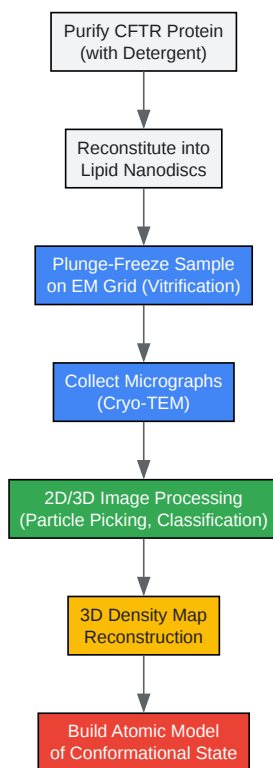 Purify CFTR Protein
(with Detergent)
Reconstitute into
Lipid Nanodiscs
Plunge-Freeze Sample
on EM Grid (Vitrification)
Collect Micrographs
(Cryo-TEM)
2D/3D Image Processing
(Particle Picking, Classification)
3D Density Map
Reconstruction
Build Atomic Model
of Conformational State